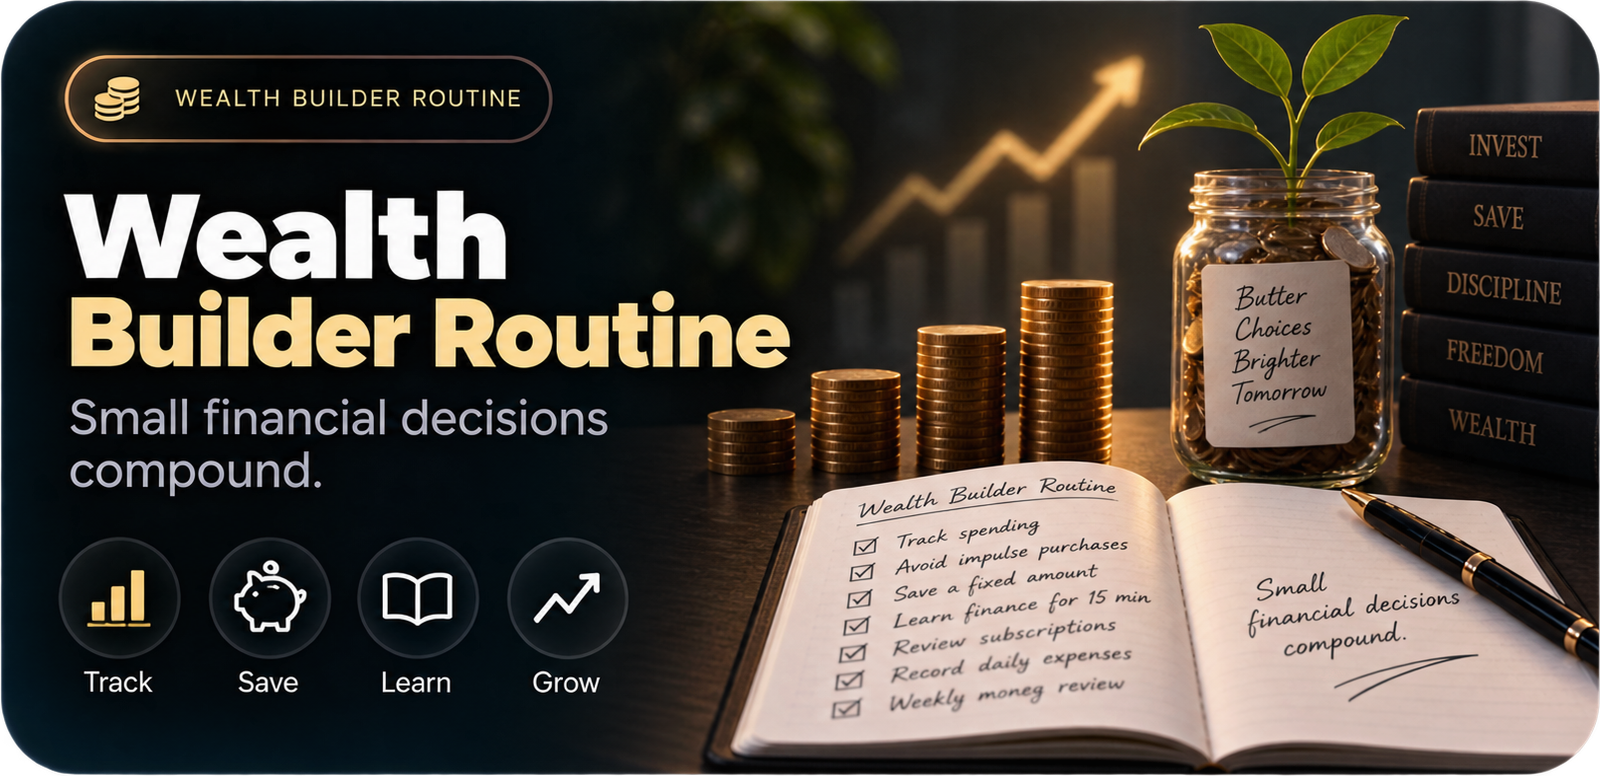 WEALTH BUILDER ROUTINE
Wealth
Builder Routine
Small financial decisions
compound.
Track
Save
Learn
Grow
Butter
Choices
Brighter
Tomorrow
INVEST
SAVE
DISCIPLINE
FREEDOM
WEALTH
Wealth Builder Routine
Track spending
Avoid impulse purchases
Save a fixed amount
Learn finance for 15 min
Review subscriptions
Record daily expenses
Weekly moneg review
Small
financial decisions
compound.